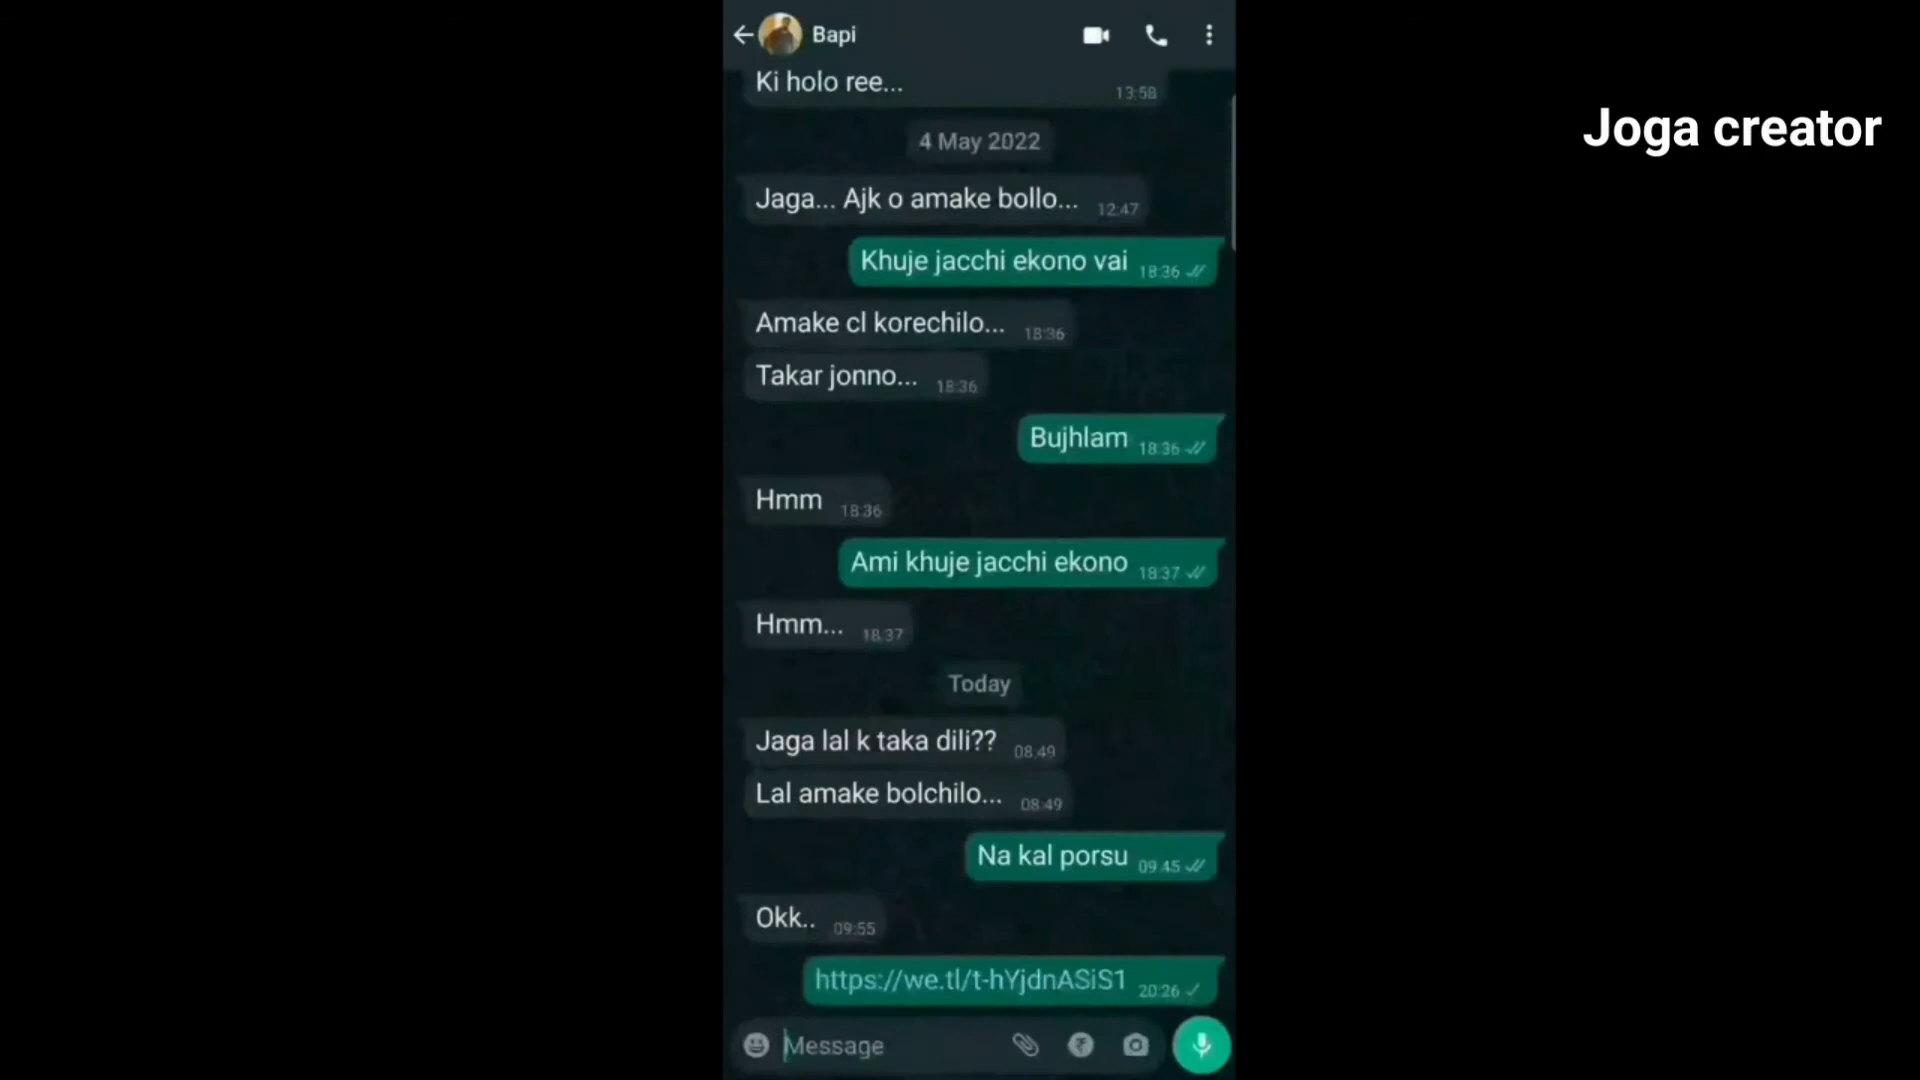 Bapi
Ki holo ree...
13:58
Joga creator
4 May 2022
Jaga... Ajk o amake bollo...
12:47
Khuje jacchi ekono vai
18:36
Amake cl korechilo...
18:36
Takar jonno...
18:36
Bujhlam
18:36
Hmm
18:36
Ami khuje jacchi ekono
18:37
Hmm...
18:37
Today
Jaga lal k taka dili??
08:49
Lal amake bolchilo...
08:49
Na kal porsu
09:45
Okk..
09:55
https://we.tl/t-hYjdnASiS1
20:26
Message